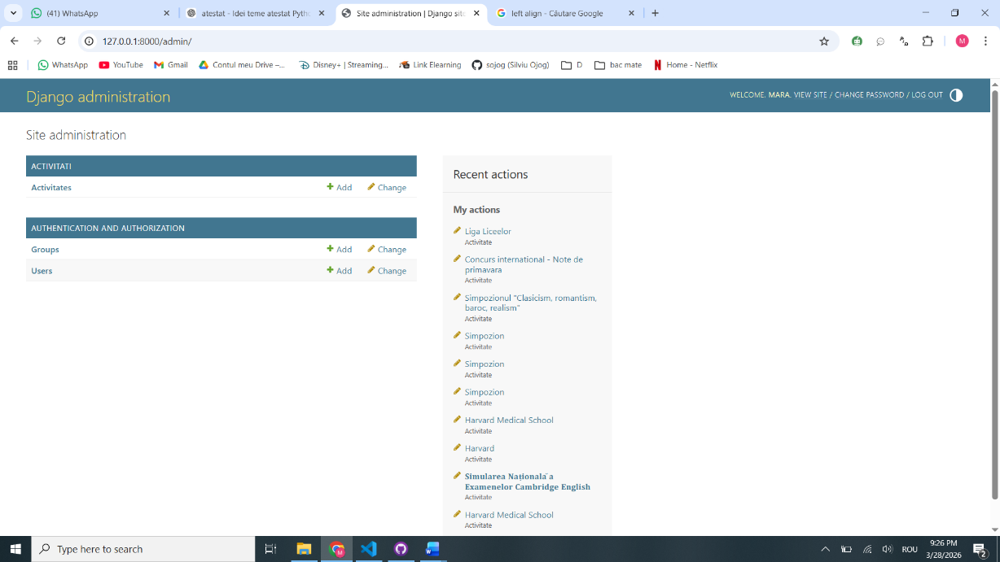 (41) WhatsApp
atestat - Idei teme atestat Pytho
Site administration | Django site
left align - Căutare Google
127.0.0.1:8000/admin/
M
WhatsApp
YouTube
Gmail
Contul meu Drive –...
Disney+ | Streaming...
Link Elearning
sojog (Silviu Ojog)
D
bac mate
Home - Netflix
Django administration
WELCOME, MARA. VIEW SITE / CHANGE PASSWORD / LOG OUT
Site administration
ACTIVITATI
Activitates Add Change
AUTHENTICATION AND AUTHORIZATION
Groups Add Change
Users Add Change
Recent actions
My actions
Liga Liceelor
Activitate
Concurs international - Note de
primavara
Activitate
Simpozionul "Clasicism, romantism,
baroc, realism"
Activitate
Simpozion
Activitate
Simpozion
Activitate
Simpozion
Activitate
Harvard Medical School
Activitate
Harvard
Activitate
𝐒𝐢𝐦𝐮𝐥𝐚𝐫𝐞𝐚 𝐍𝐚𝐭̦𝐢𝐨𝐧𝐚𝐥𝐚̆ 𝐚
𝐄𝐱𝐚𝐦𝐞𝐧𝐞𝐥𝐨𝐫 𝐂𝐚𝐦𝐛𝐫𝐢𝐝𝐠𝐞 𝐄𝐧𝐠𝐥𝐢𝐬𝐡
Activitate
Harvard Medical School
Activitate
Type here to search
ROU
9:26 PM
3/28/2026
2